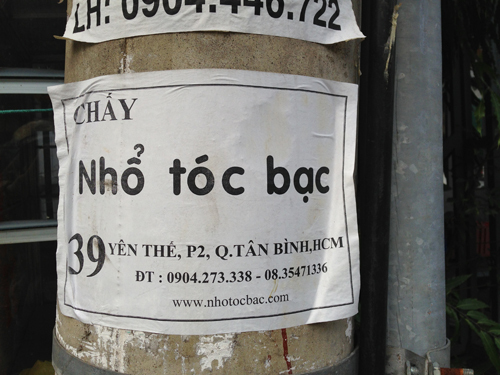 LH: 0904.446.722
CHẤY
Nhổ tóc bạc
39 YÊN THẾ, P2, Q.TÂN BÌNH,HCM
ĐT : 0904.273.338 - 08.35471336
www.nhotocbac.com